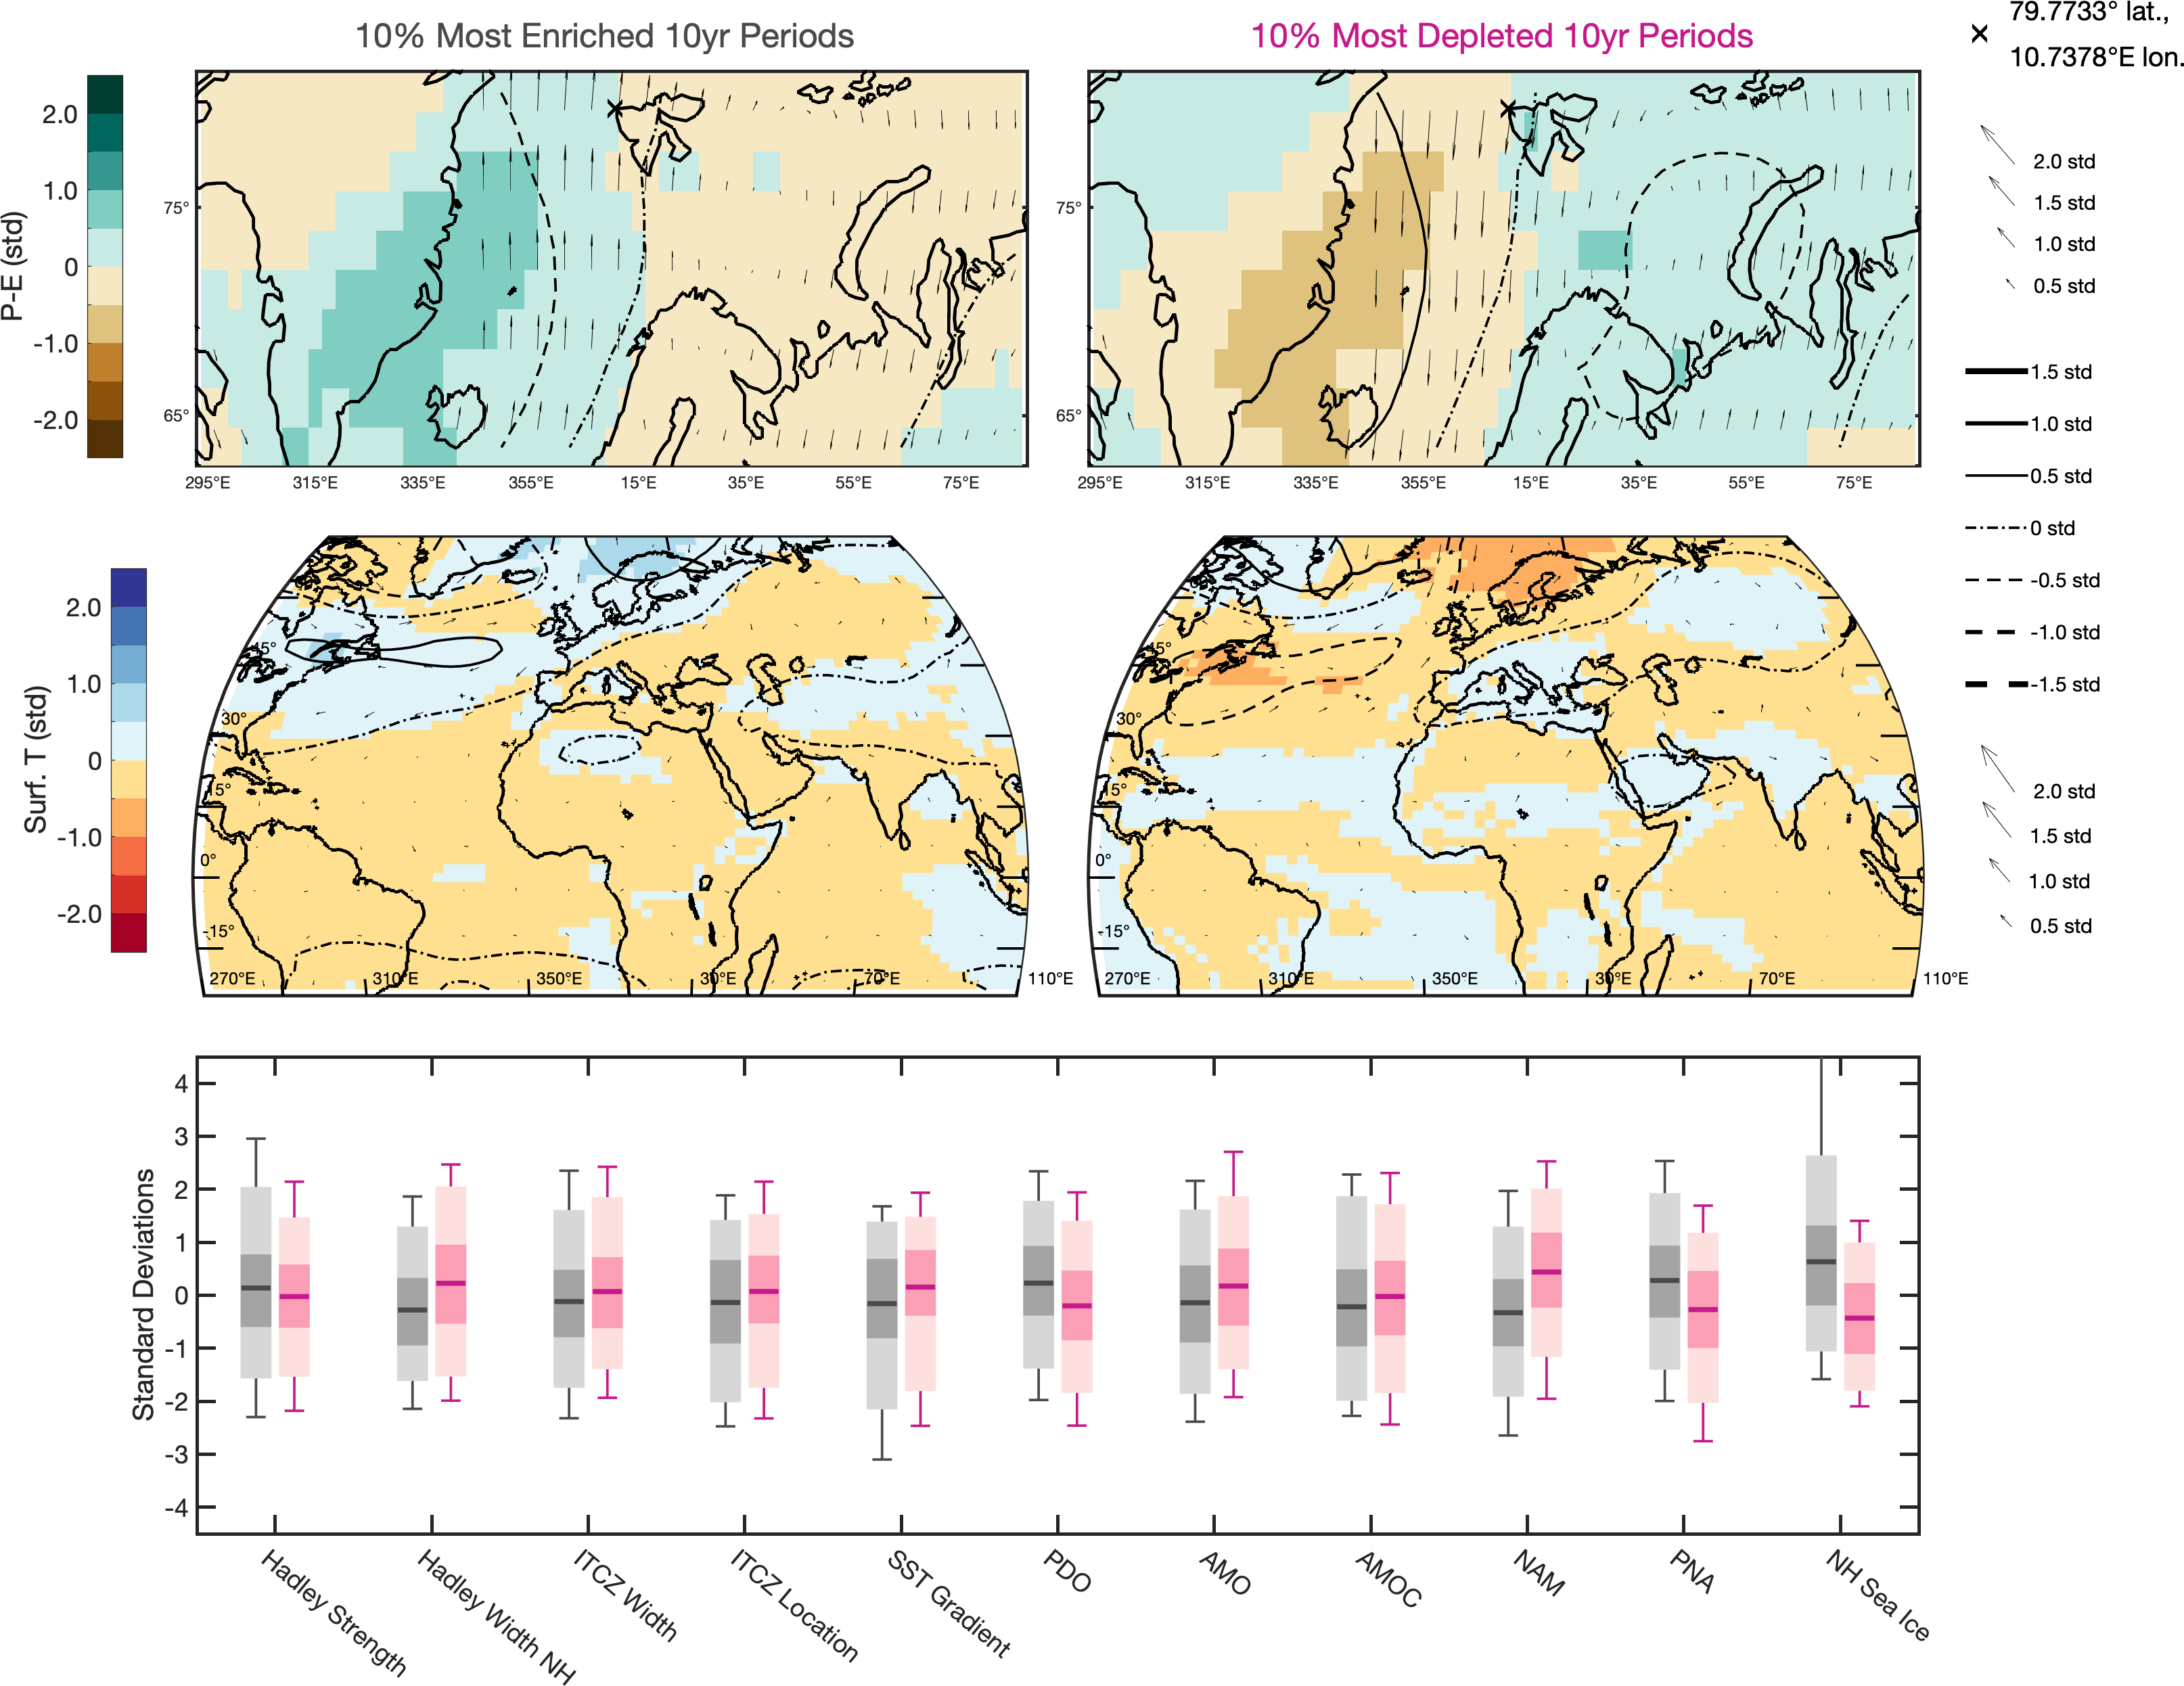 10% Most Enriched 10yr Periods
10% Most Depleted 10yr Periods
79.7733° lat.,
10.7378°E lon.
P-E (std)
2.0
1.0
0
-1.0
-2.0
75°
65°
295°E 315°E 335°E 355°E 15°E 35°E 55°E 75°E
75°
65°
295°E 315°E 335°E 355°E 15°E 35°E 55°E 75°E
2.0 std
1.5 std
1.0 std
0.5 std
1.5 std
1.0 std
0.5 std
0 std
-0.5 std
-1.0 std
-1.5 std
2.0 std
1.5 std
1.0 std
0.5 std
Surf. T (std)
2.0
1.0
0
-1.0
-2.0
45°
30°
15°
0°
-15°
270°E 310°E 350°E 30°E 70°E 110°E
45°
30°
15°
0°
-15°
270°E 310°E 350°E 30°E 70°E 110°E
Standard Deviations
4
3
2
1
0
-1
-2
-3
-4
Hadley Strength
Hadley Width NH
ITCZ Width
ITCZ Location
SST Gradient
PDO
AMO
AMOC
NAM
PNA
NH Sea Ice